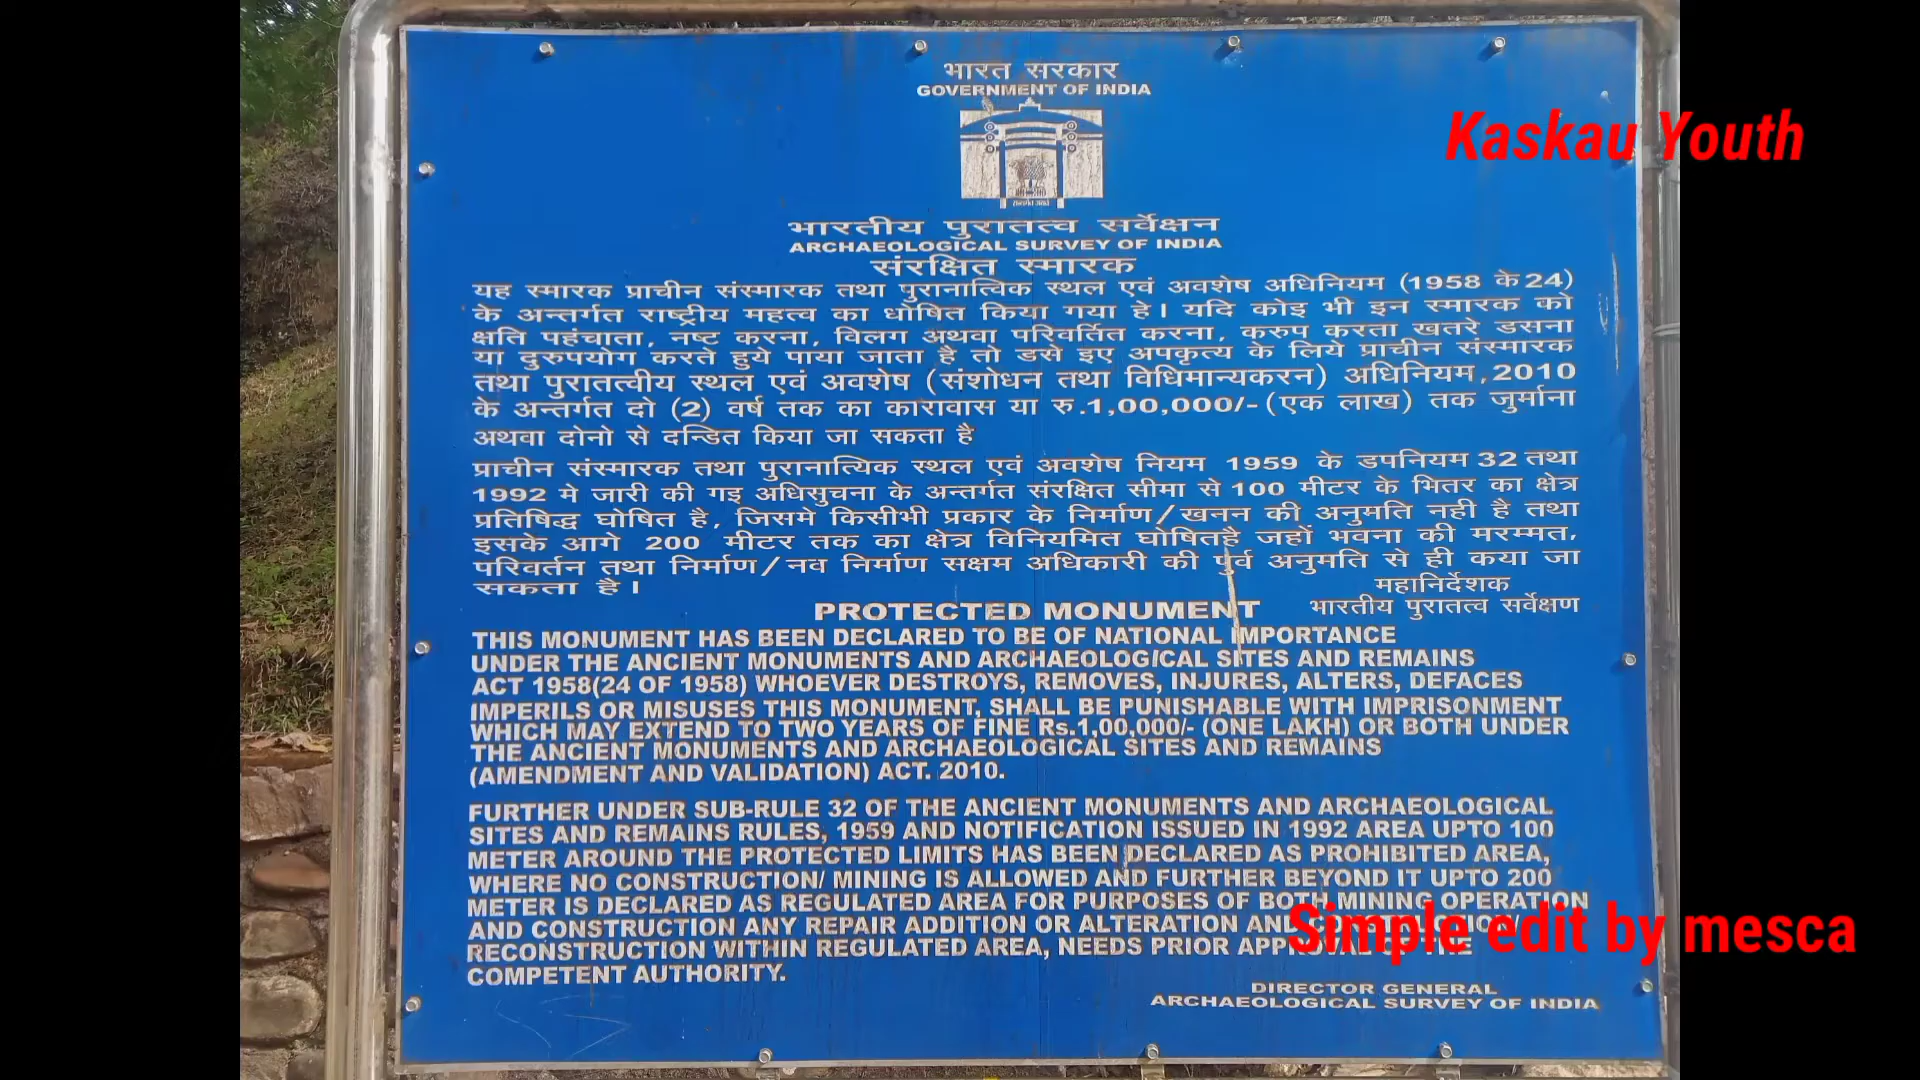 भारत सरकार
GOVERNMENT OF INDIA
Kaskau Youth
भारतीय पुरातत्व सर्वेक्षन
ARCHAEOLOGICAL SURVEY OF INDIA
संरक्षित स्मारक
यह स्मारक प्राचीन संस्मारक तथा पुरानात्विक स्थल एवं अवशेष अधिनियम (1958 के 24)
के अन्तर्गत राष्ट्रीय महत्व का धोषित किया गया हे। यदि कोइ भी इन स्मारक को
क्षति पहंचाता, नष्ट करना, विलग अथवा परिवर्तित करना, करुप करता खतरे डसना
या दुरुपयोग करते हुये पाया जाता है तो डसे इए अपकृत्य के लिये प्राचीन संस्मारक
तथा पुरातत्वीय स्थल एवं अवशेष (संशोधन तथा विधिमान्यकरन) अधिनियम,2010
के अन्तर्गत दो (2) वर्ष तक का कारावास या रु.1,00,000/-(एक लाख) तक जुर्माना
अथवा दोनो से दन्डित किया जा सकता है
प्राचीन संस्मारक तथा पुरानात्यिक स्थल एवं अवशेष नियम 1959 के डपनियम 32 तथा
1992 मे जारी की गइ अधिसुचना के अन्तर्गत संरक्षित सीमा से 100 मीटर के भितर का क्षेत्र
प्रतिषिद्ध घोषित है, जिसमे किसीभी प्रकार के निर्माण/खनन की अनुमति नही है तथा
इसके आगे 200 मीटर तक का क्षेत्र विनियमित घोषितहै जहों भवना की मरम्मत,
परिवर्तन तथा निर्माण/नव निर्माण सक्षम अधिकारी की पुर्व अनुमति से ही कया जा
सकता है।
महानिर्देशक
भारतीय पुरातत्व सर्वेक्षण
PROTECTED MONUMENT
THIS MONUMENT HAS BEEN DECLARED TO BE OF NATIONAL IMPORTANCE
UNDER THE ANCIENT MONUMENTS AND ARCHAEOLOGICAL SITES AND REMAINS
ACT 1958(24 OF 1958) WHOEVER DESTROYS, REMOVES, INJURES, ALTERS, DEFACES
IMPERILS OR MISUSES THIS MONUMENT, SHALL BE PUNISHABLE WITH IMPRISONMENT
WHICH MAY EXTEND TO TWO YEARS OF FINE Rs.1,00,000/- (ONE LAKH) OR BOTH UNDER
THE ANCIENT MONUMENTS AND ARCHAEOLOGICAL SITES AND REMAINS
(AMENDMENT AND VALIDATION) ACT. 2010.
FURTHER UNDER SUB-RULE 32 OF THE ANCIENT MONUMENTS AND ARCHAEOLOGICAL
SITES AND REMAINS RULES, 1959 AND NOTIFICATION ISSUED IN 1992 AREA UPTO 100
METER AROUND THE PROTECTED LIMITS HAS BEEN DECLARED AS PROHIBITED AREA,
WHERE NO CONSTRUCTION/ MINING IS ALLOWED AND FURTHER BEYOND IT UPTO 200
METER IS DECLARED AS REGULATED AREA FOR PURPOSES OF BOTH MINING OPERATION
AND CONSTRUCTION ANY REPAIR ADDITION OR ALTERATION AND
RECONSTRUCTION WITHIN REGULATED AREA, NEEDS PRIOR
COMPETENT AUTHORITY.
Simple edit by mesca
DIRECTOR GENERAL
ARCHAEOLOGICAL SURVEY OF INDIA